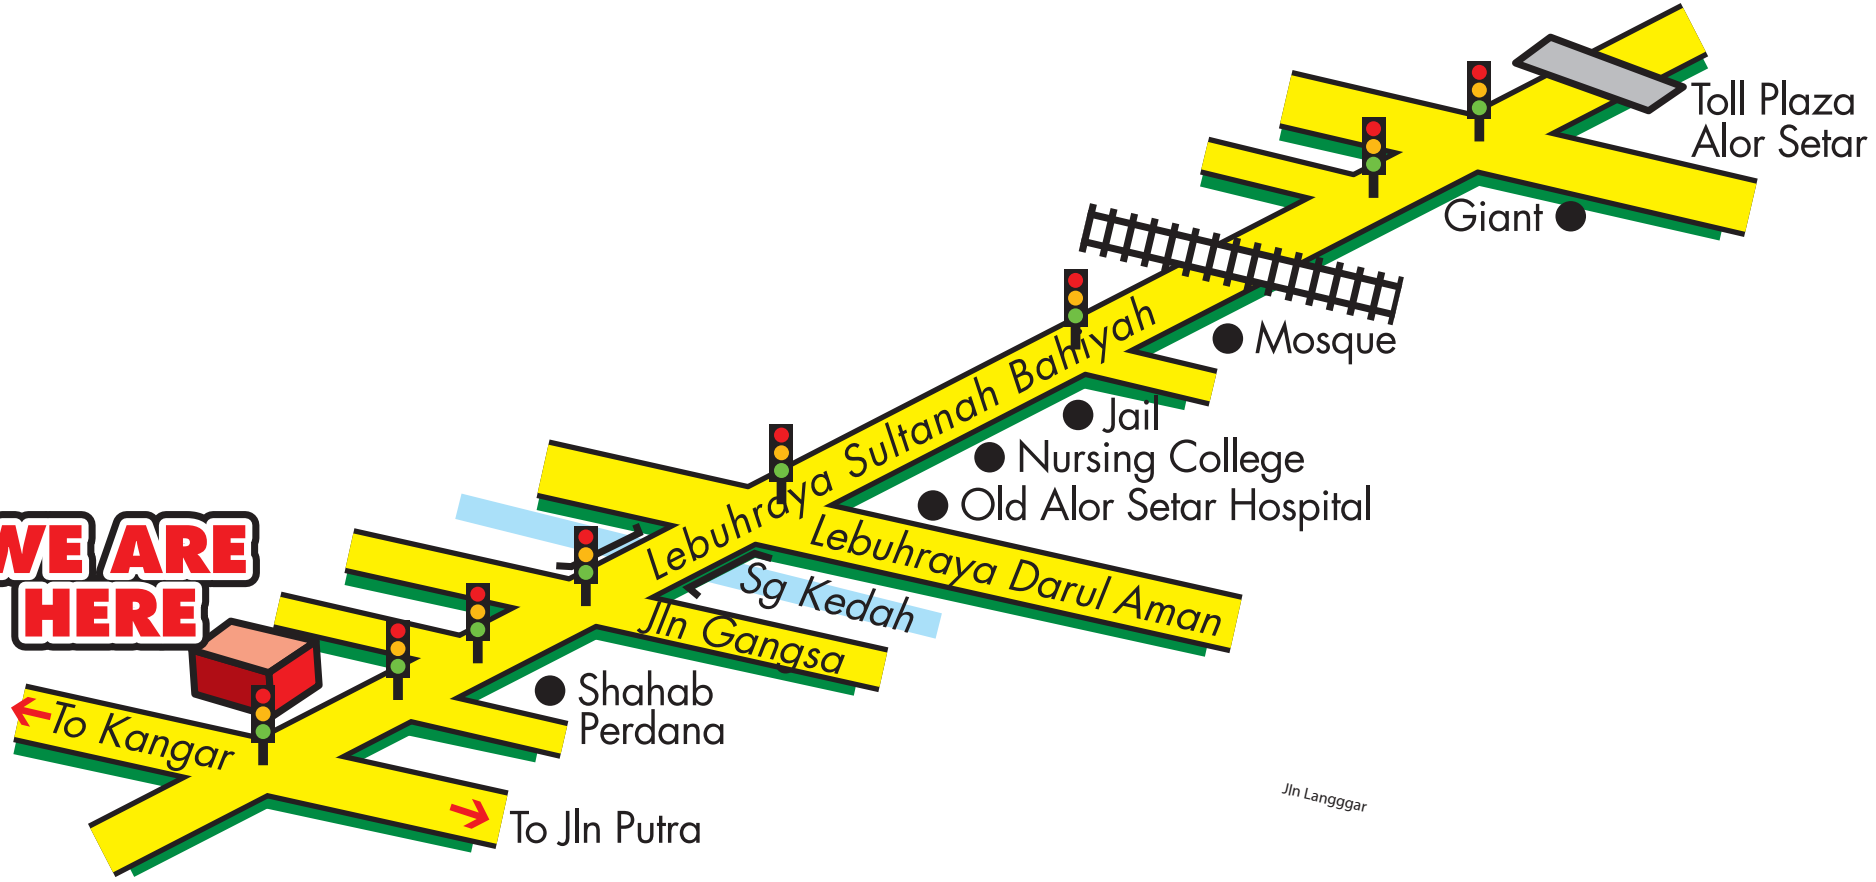 Toll Plaza
Alor Setar
Giant
Mosque
Lebuhraya Sultanah Bahiyah
Jail
Nursing College
Old Alor Setar Hospital
Lebuhraya Darul Aman
Sg Kedah
Jln Gangsa
WE ARE
HERE
Shahab
Perdana
To Kangar
To Jln Putra
Jln Langggar